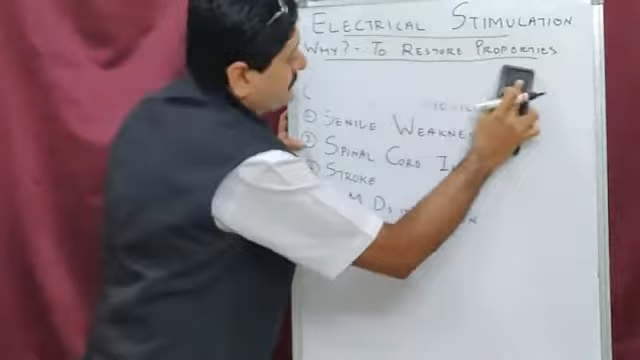 ELECTRICAL STIMULATION
WHY? - TO RESTORE PROPERTIES
① SENILE WEAKNE
② SPINAL CORD I
③ STROKE
M